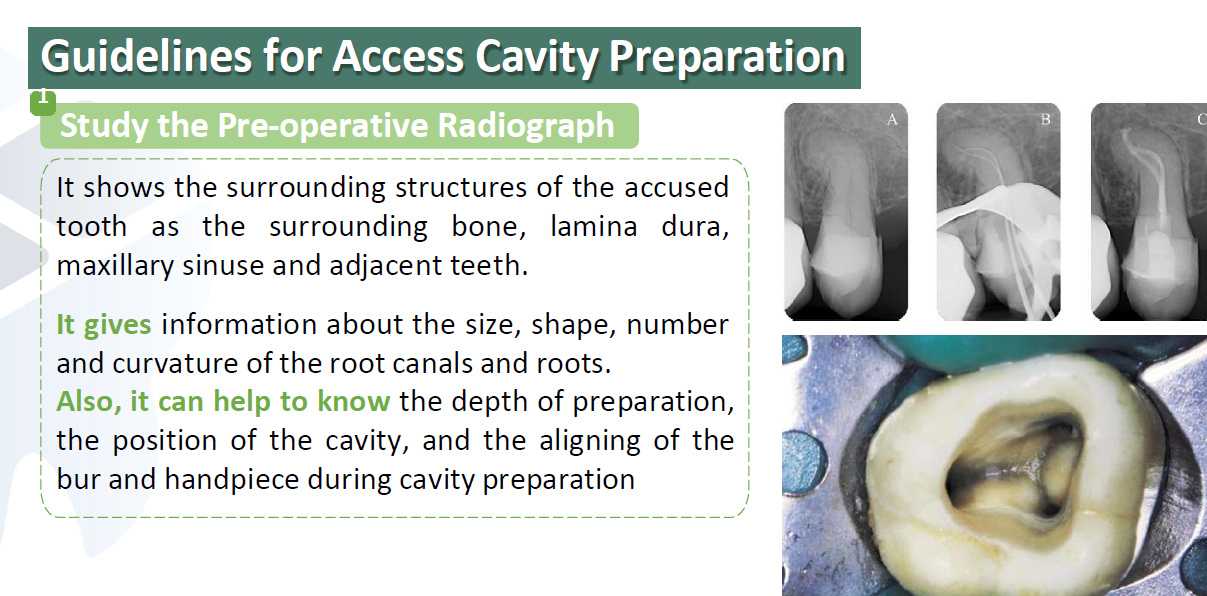 Guidelines for Access Cavity Preparation
1
Study the Pre-operative Radiograph
It shows the surrounding structures of the accused
tooth as the surrounding bone, lamina dura,
maxillary sinuse and adjacent teeth.
It gives information about the size, shape, number
and curvature of the root canals and roots.
Also, it can help to know the depth of preparation,
the position of the cavity, and the aligning of the
bur and handpiece during cavity preparation
A
B
C